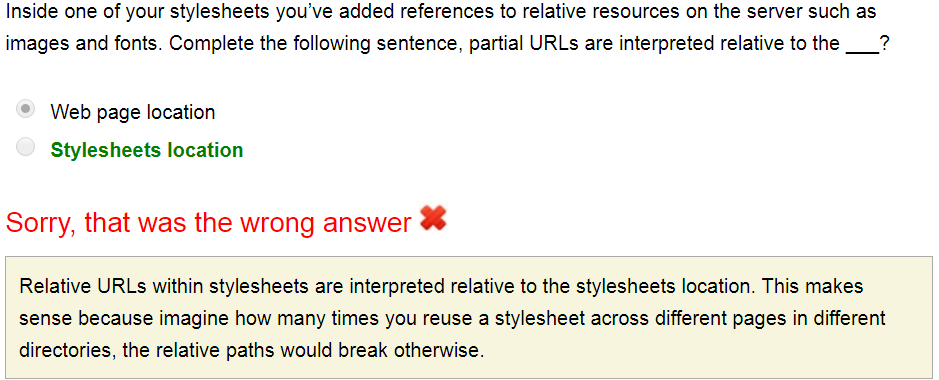 Inside one of your stylesheets you’ve added references to relative resources on the server such as
images and fonts. Complete the following sentence, partial URLs are interpreted relative to the ___?
Web page location
Stylesheets location
Sorry, that was the wrong answer
Relative URLs within stylesheets are interpreted relative to the stylesheets location. This makes
sense because imagine how many times you reuse a stylesheet across different pages in different
directories, the relative paths would break otherwise.